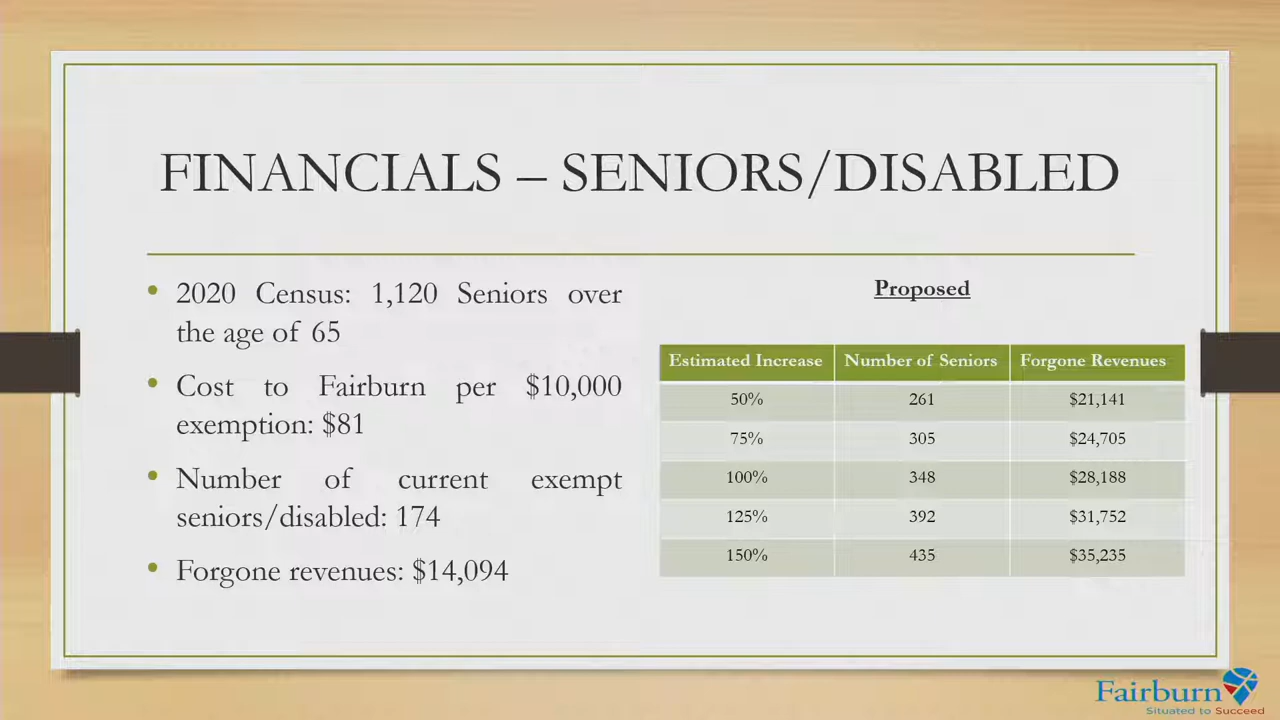 FINANCIALS – SENIORS/DISABLED
• 2020 Census: 1,120 Seniors over
the age of 65
• Cost to Fairburn per $10,000
exemption: $81
• Number of current exempt
seniors/disabled: 174
• Forgone revenues: $14,094
Proposed
Estimated Increase Number of Seniors Forgone Revenues
50% 261 $21,141
75% 305 $24,705
100% 348 $28,188
125% 392 $31,752
150% 435 $35,235
Fairburn
Situated to Succeed